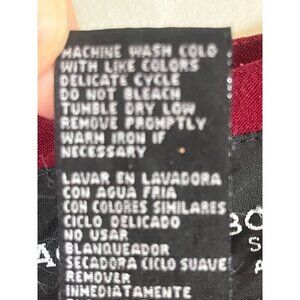 MACHINE WASH COLD
WITH LIKE COLORS
DELICATE CYCLE
DO NOT BLEACH
TUMBLE DRY LOW
REMOVE PROMPTLY
WARM IRON IF
NECESSARY
LAVAR EN LAVADORA
CON AGUA FRIA
CON COLORES SIMILARES
CICLO DELICADO
NO USAR
BLANQUEADOR
SECADORA CICLO SUAVE
REMOVER
INMEDIATAMENTE